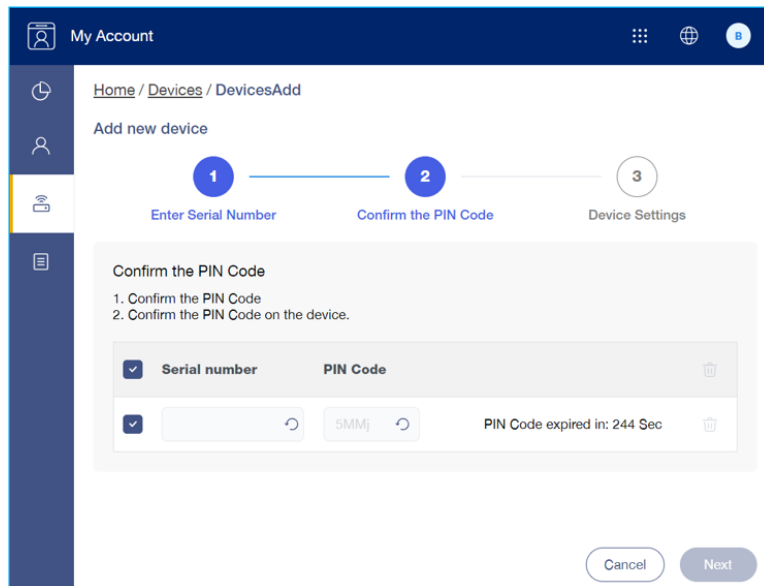 My Account
B
Home / Devices / DevicesAdd
Add new device
1 2 3
Enter Serial Number Confirm the PIN Code Device Settings
Confirm the PIN Code
1. Confirm the PIN Code
2. Confirm the PIN Code on the device.
Serial number PIN Code
5MMj PIN Code expired in: 244 Sec
Cancel Next